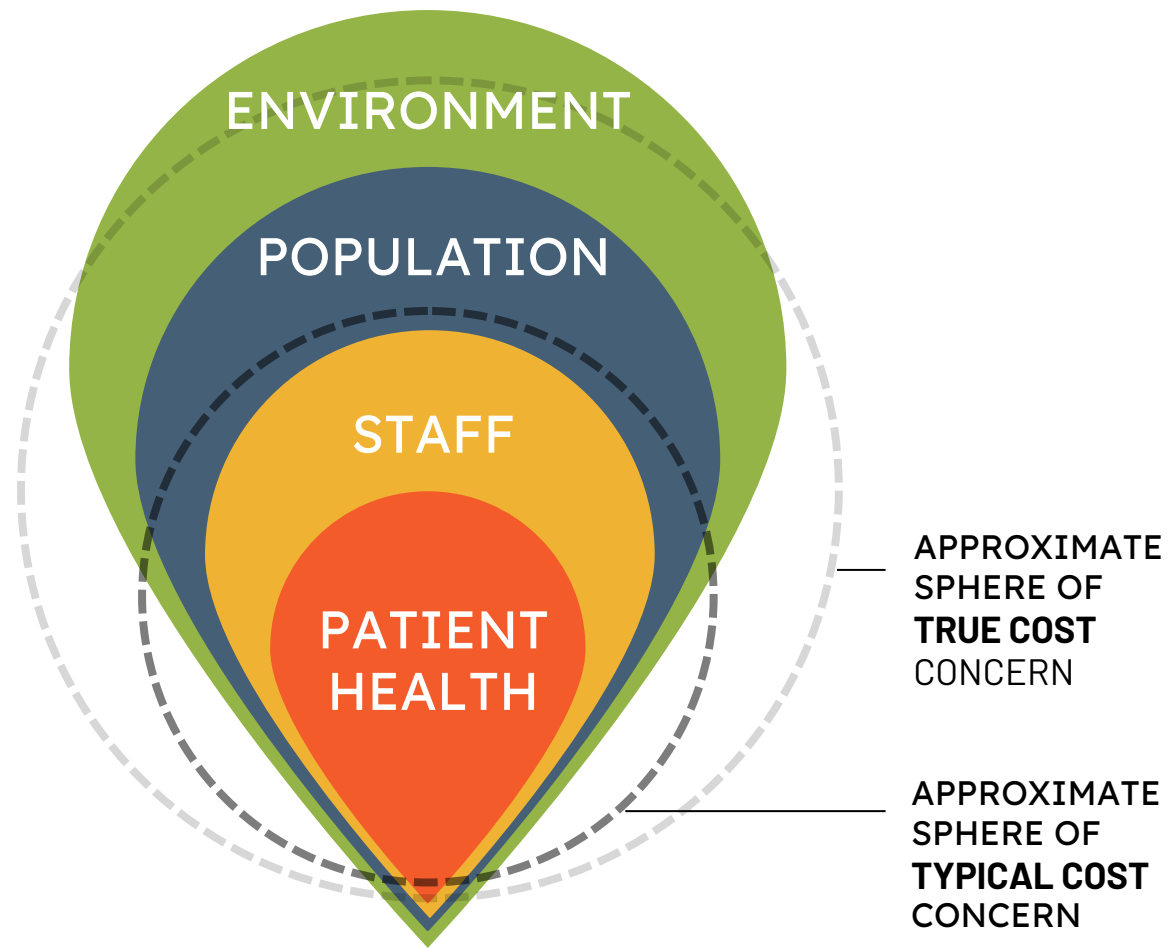 ENVIRONMENT
POPULATION
STAFF
PATIENT
HEALTH
APPROXIMATE
SPHERE OF
TRUE COST
CONCERN
APPROXIMATE
SPHERE OF
TYPICAL COST
CONCERN